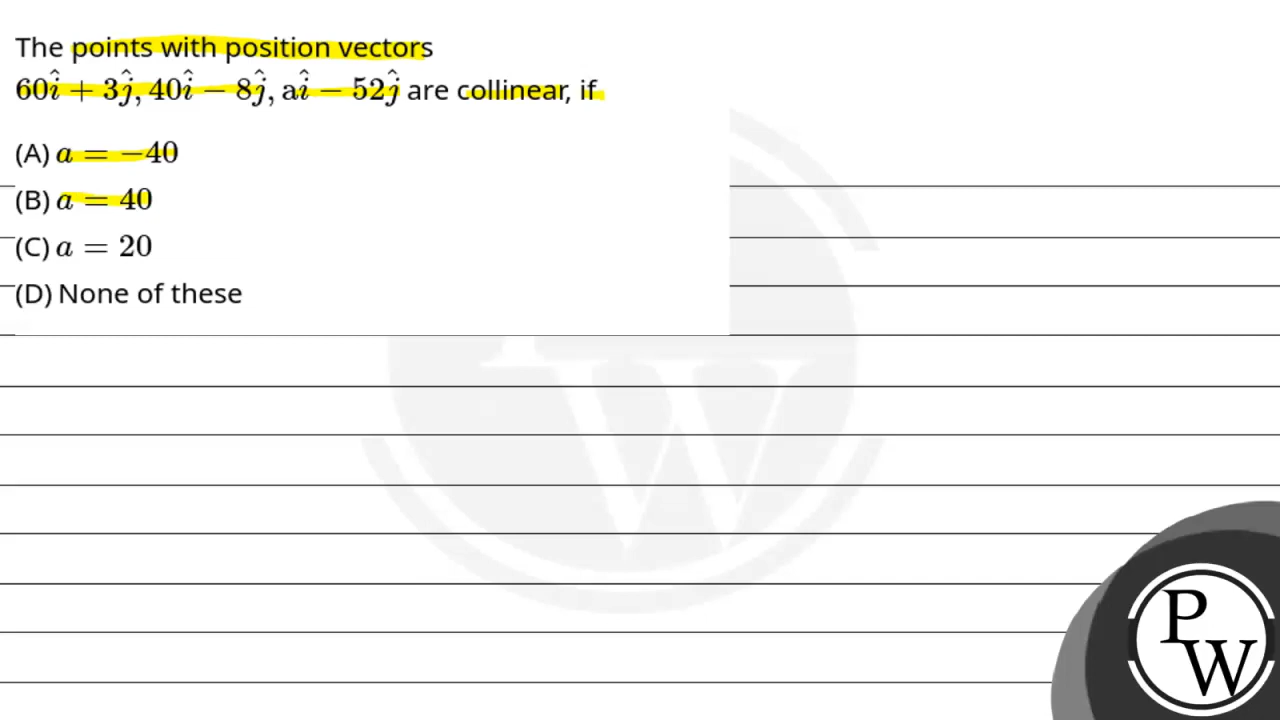 The points with position vectors
60î + 3ĵ, 40î − 8ĵ, aî − 52ĵ are collinear, if
(A) a = −40
(B) a = 40
(C) a = 20
(D) None of these
W
P
W